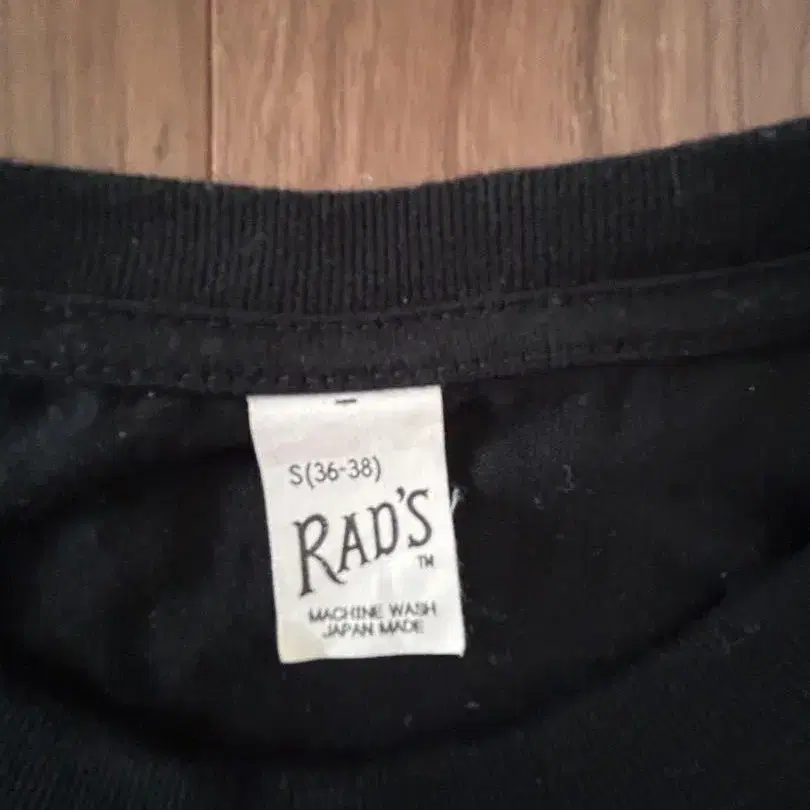 S(36-38)
RAD'S
TM
MACHINE WASH
JAPAN MADE